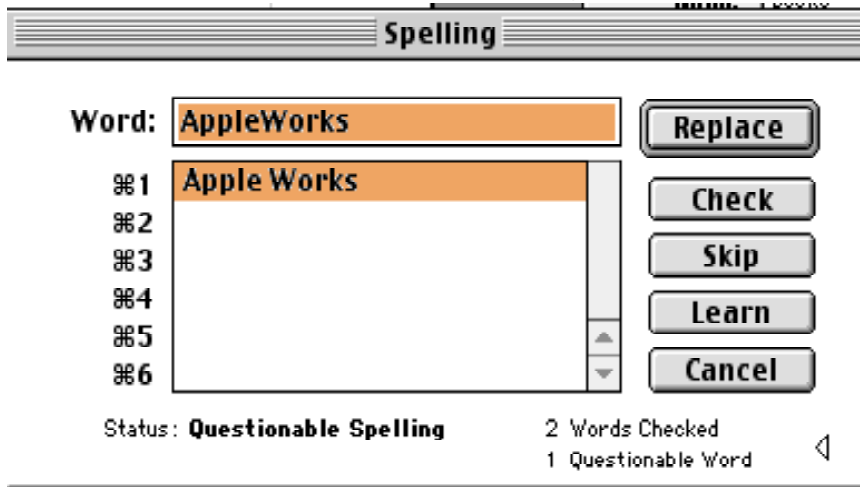 Spelling
Word: AppleWorks Replace
⌘1 Apple Works
Check
⌘2
⌘3 Skip
⌘4
Learn
⌘5
⌘6 Cancel
Status: Questionable Spelling 2 Words Checked
1 Questionable Word